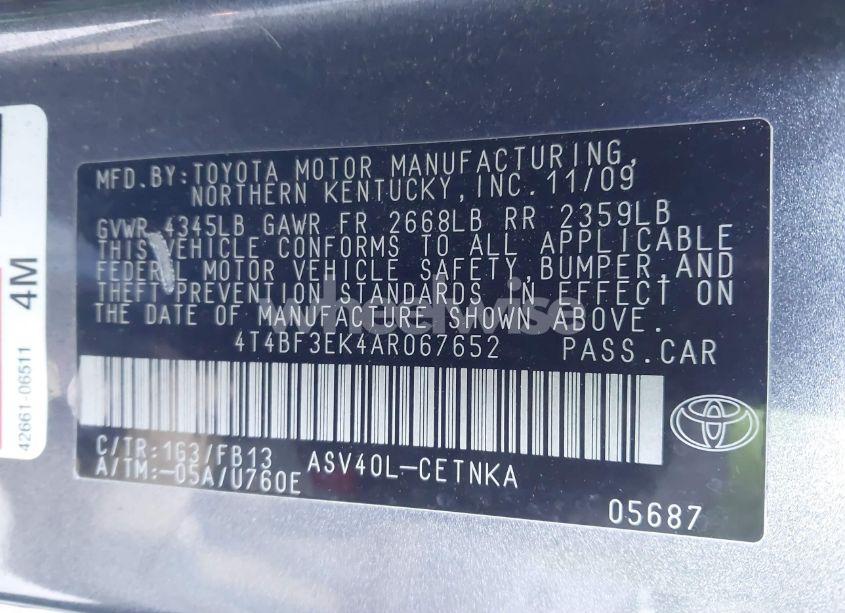 MFD.BY:TOYOTA MOTOR MANUFACTURING,
NORTHERN KENTUCKY,INC.11/09
GVWR 4345LB GAWR FR 2668LB RR 2359LB
THIS VEHICLE CONFORMS TO ALL APPLICABLE
FEDERAL MOTOR VEHICLE SAFETY,BUMPER,AND
THEFT PREVENTION STANDARDS IN EFFECT ON
THE DATE OF MANUFACTURE SHOWN ABOVE.
4T4BF3EK4AR067652 PASS.CAR
C/TR:1G3/FB13 ASV40L-CETNKA
A/TM:-05A/U760E
05687
4M
42661-06511
wheelwise